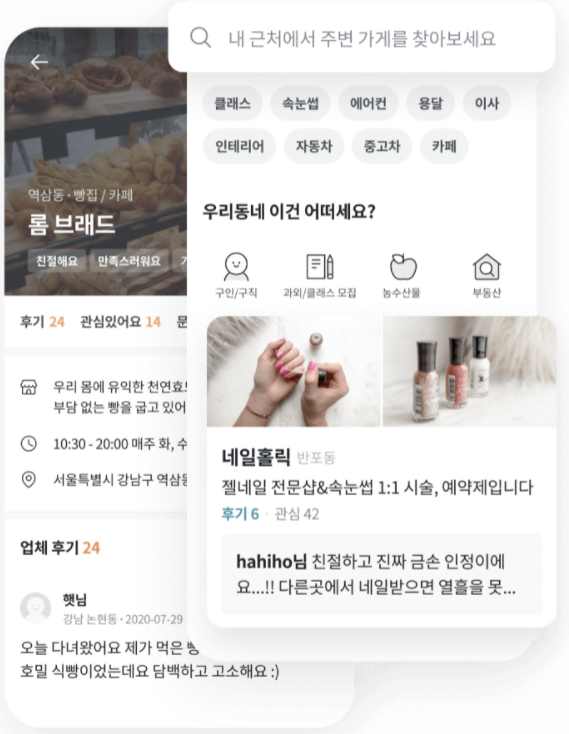 내 근처에서 주변 가게를 찾아보세요
클래스
속눈썹
에어컨
용달
이사
인테리어
자동차
중고차
카페
우리동네 이건 어떠세요?
구인/구직
과외/클래스 모집
농수산물
부동산
네일홀릭 반포동
젤네일 전문샵&속눈썹 1:1 시술, 예약제입니다
후기 6 · 관심 42
hahiho님 친절하고 진짜 금손 인정이에
요...!! 다른곳에서 네일받으면 열흘을 못...
역삼동 · 빵집 / 카페
롬 브래드
친절해요
만족스러워요
후기 24
관심있어요 14
문
우리 몸에 유익한 천연효
부담 없는 빵을 굽고 있어
10:30 - 20:00 매주 화, 수
서울특별시 강남구 역삼동
업체 후기 24
햇님
강남 논현동 · 2020-07-29
오늘 다녀왔어요 제가 먹은 빵
호밀 식빵이었는데요 담백하고 고소해요 :)